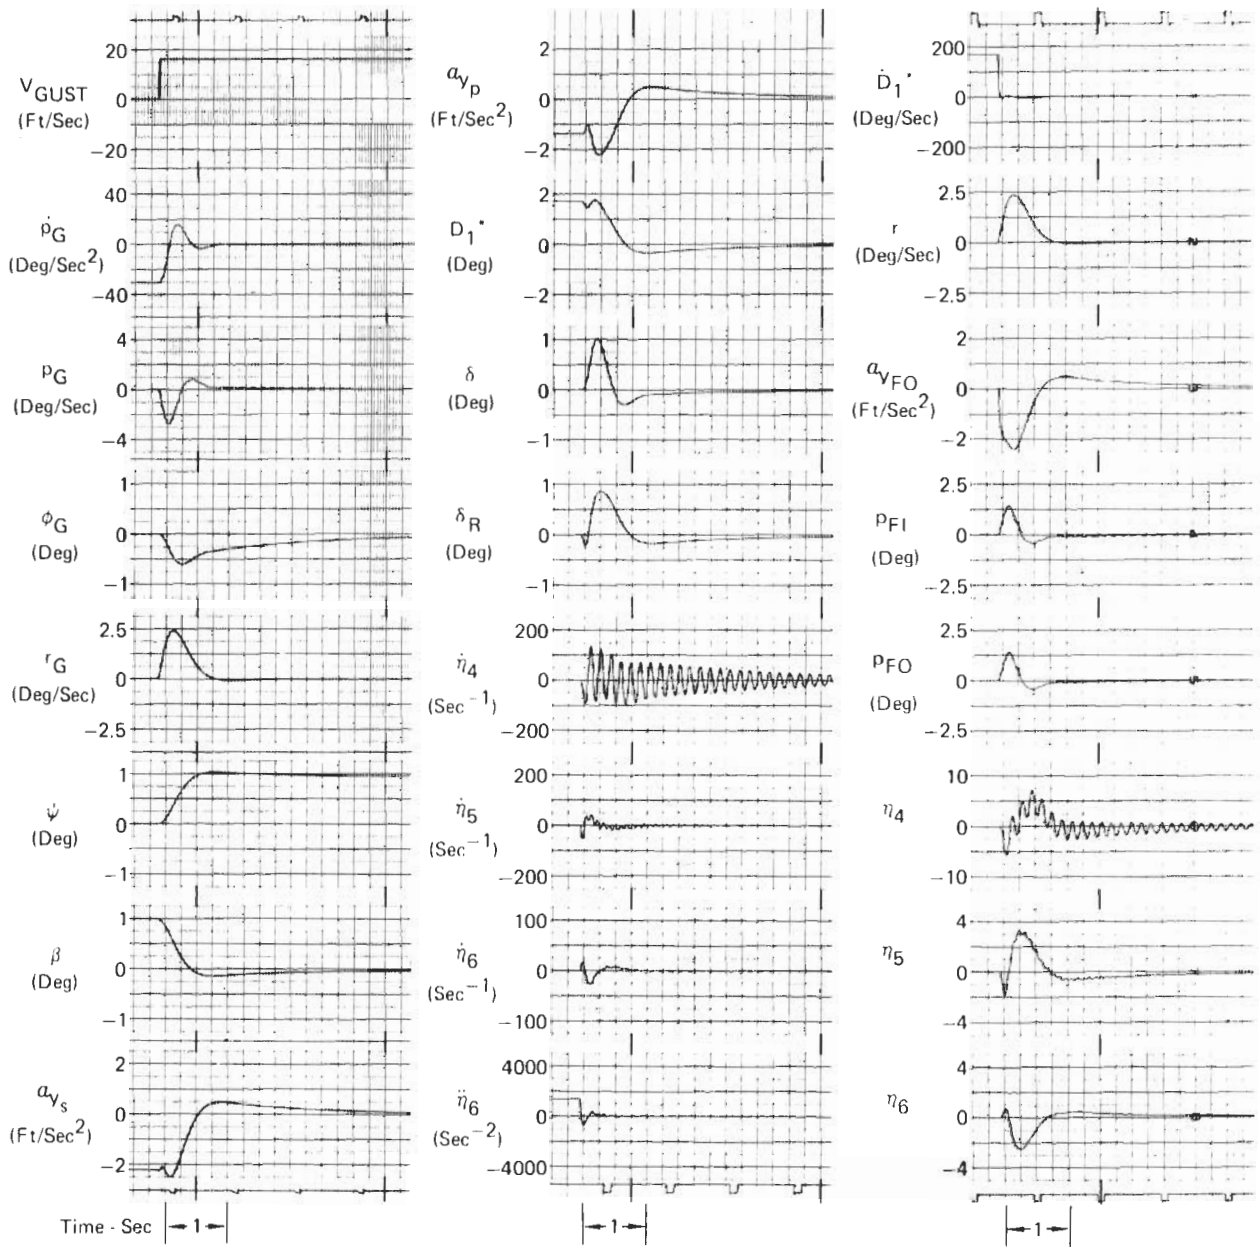 V_GUST
(Ft/Sec)
20
0
−20
ṗ_G
(Deg/Sec²)
40
0
−40
p_G
(Deg/Sec)
4
0
−4
ϕ_G
(Deg)
1
0
−1
r_G
(Deg/Sec)
2.5
0
−2.5
ψ̇
(Deg)
1
0
−1
β
(Deg)
1
0
−1
a_y_s
(Ft/Sec²)
2
0
−2
Time - Sec
1
a_y_p
(Ft/Sec²)
2
0
−2
D₁*
(Deg)
2
0
−2
δ
(Deg)
1
0
−1
δ_R
(Deg)
1
0
−1
η̇₄
(Sec⁻¹)
200
0
−200
η̇₅
(Sec⁻¹)
200
0
−200
η̇₆
(Sec⁻¹)
100
0
−100
η̈₆
(Sec⁻²)
4000
0
−4000
1
Ḋ₁*
(Deg/Sec)
200
0
−200
r
(Deg/Sec)
2.5
0
−2.5
a_y_FO
(Ft/Sec²)
2
0
−2
p_FI
(Deg)
2.5
0
−2.5
p_FO
(Deg)
2.5
0
−2.5
η₄
10
0
−10
η₅
4
0
−4
η₆
4
0
−4
1